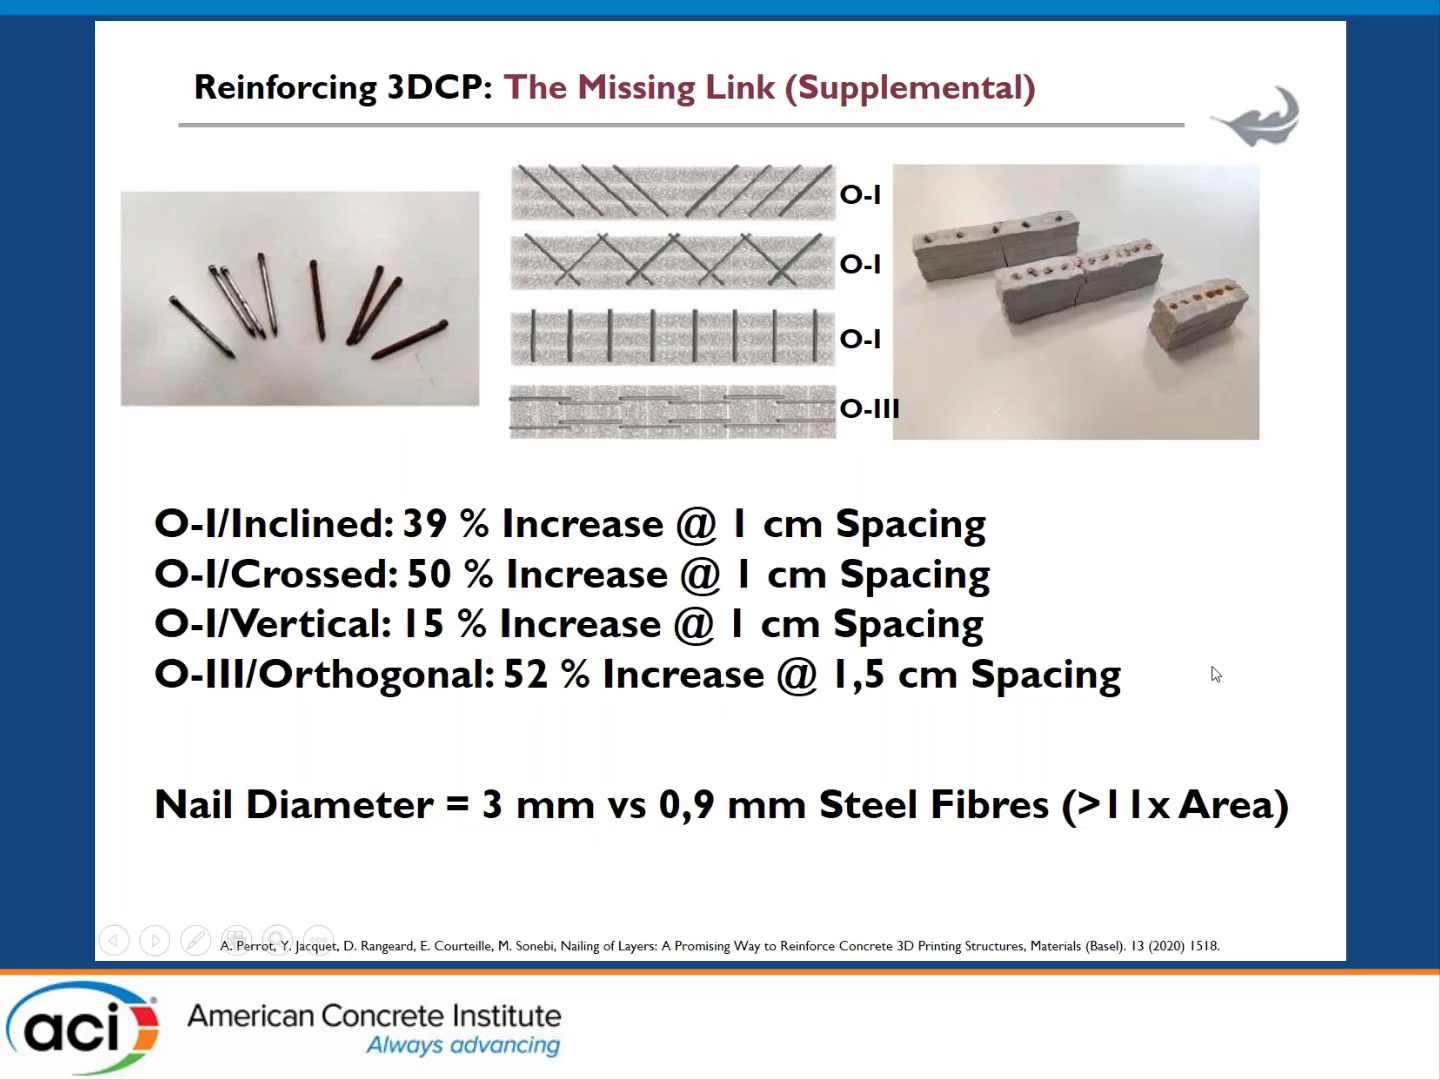 Reinforcing 3DCP: The Missing Link (Supplemental)
O-I
O-I
O-I
O-III
O-I/Inclined: 39 % Increase @ 1 cm Spacing
O-I/Crossed: 50 % Increase @ 1 cm Spacing
O-I/Vertical: 15 % Increase @ 1 cm Spacing
O-III/Orthogonal: 52 % Increase @ 1,5 cm Spacing
Nail Diameter = 3 mm vs 0,9 mm Steel Fibres (>11x Area)
A. Perrot, Y. Jacquet, D. Rangeard, E. Courteille, M. Sonebi, Nailing of Layers: A Promising Way to Reinforce Concrete 3D Printing Structures, Materials (Basel). 13 (2020) 1518.
aci
American Concrete Institute
Always advancing